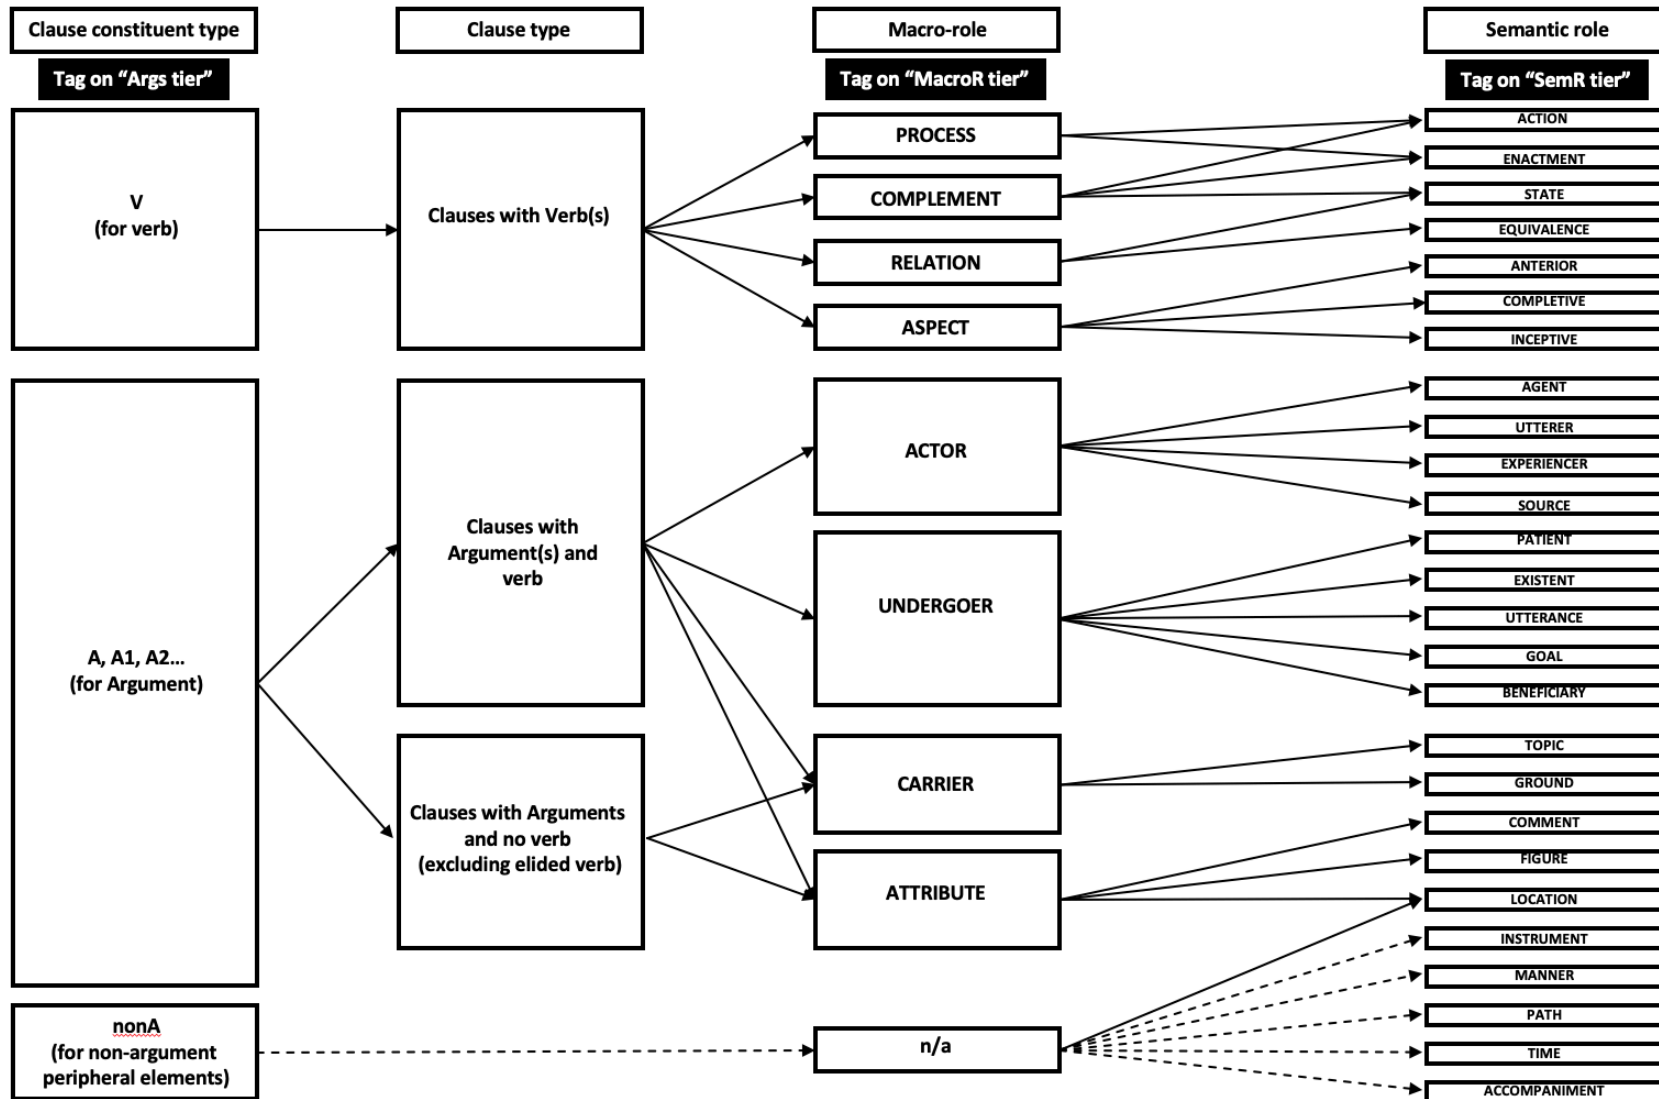 Clause constituent type
Clause type
Macro-role
Semantic role
Tag on “Args tier”
Tag on “MacroR tier”
Tag on “SemR tier”
V
(for verb)
Clauses with Verb(s)
PROCESS
COMPLEMENT
RELATION
ASPECT
ACTION
ENACTMENT
STATE
EQUIVALENCE
ANTERIOR
COMPLETIVE
INCEPTIVE
A, A1, A2...
(for Argument)
Clauses with
Argument(s) and
verb
Clauses with Arguments
and no verb
(excluding elided verb)
ACTOR
UNDERGOER
CARRIER
ATTRIBUTE
AGENT
UTTERER
EXPERIENCER
SOURCE
PATIENT
EXISTENT
UTTERANCE
GOAL
BENEFICIARY
TOPIC
GROUND
COMMENT
FIGURE
LOCATION
nonA
(for non-argument
peripheral elements)
n/a
INSTRUMENT
MANNER
PATH
TIME
ACCOMPANIMENT